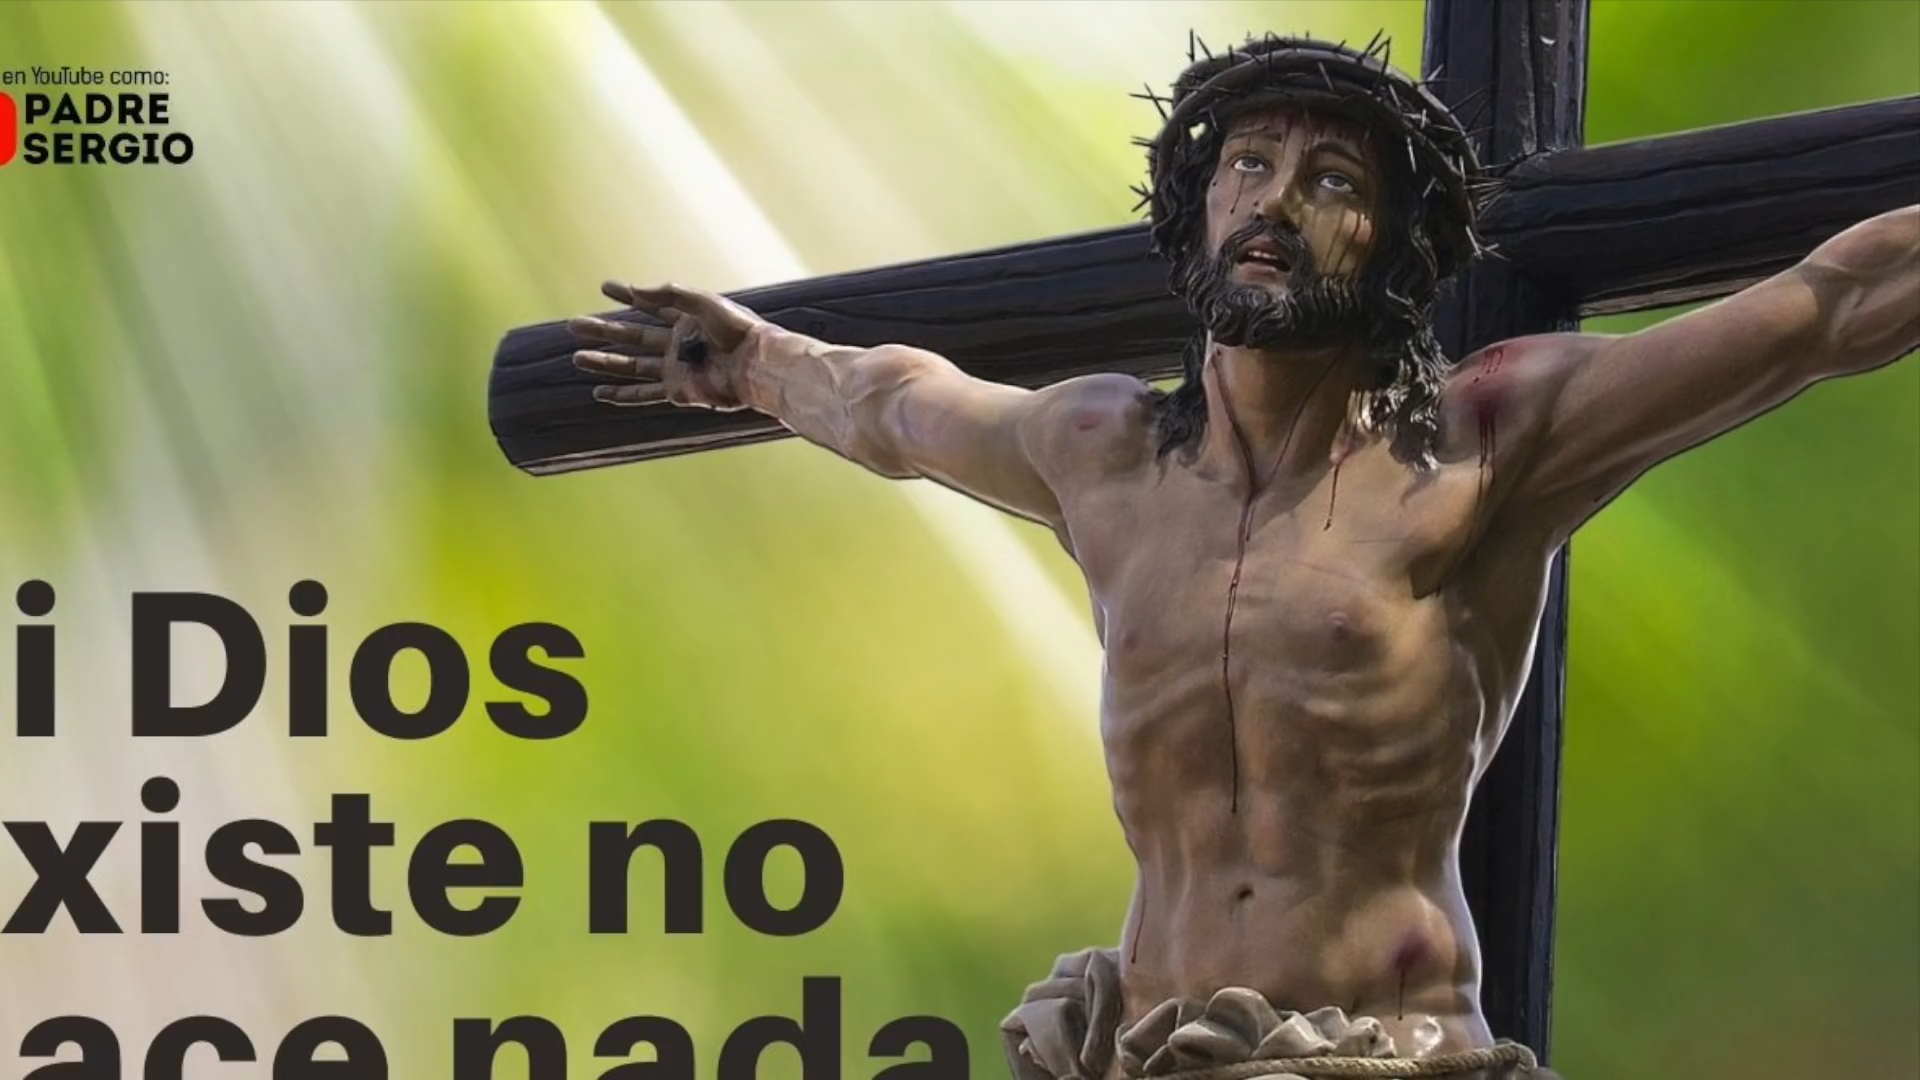 en YouTube como:
PADRE
SERGIO
i Dios
xiste no
ace nada